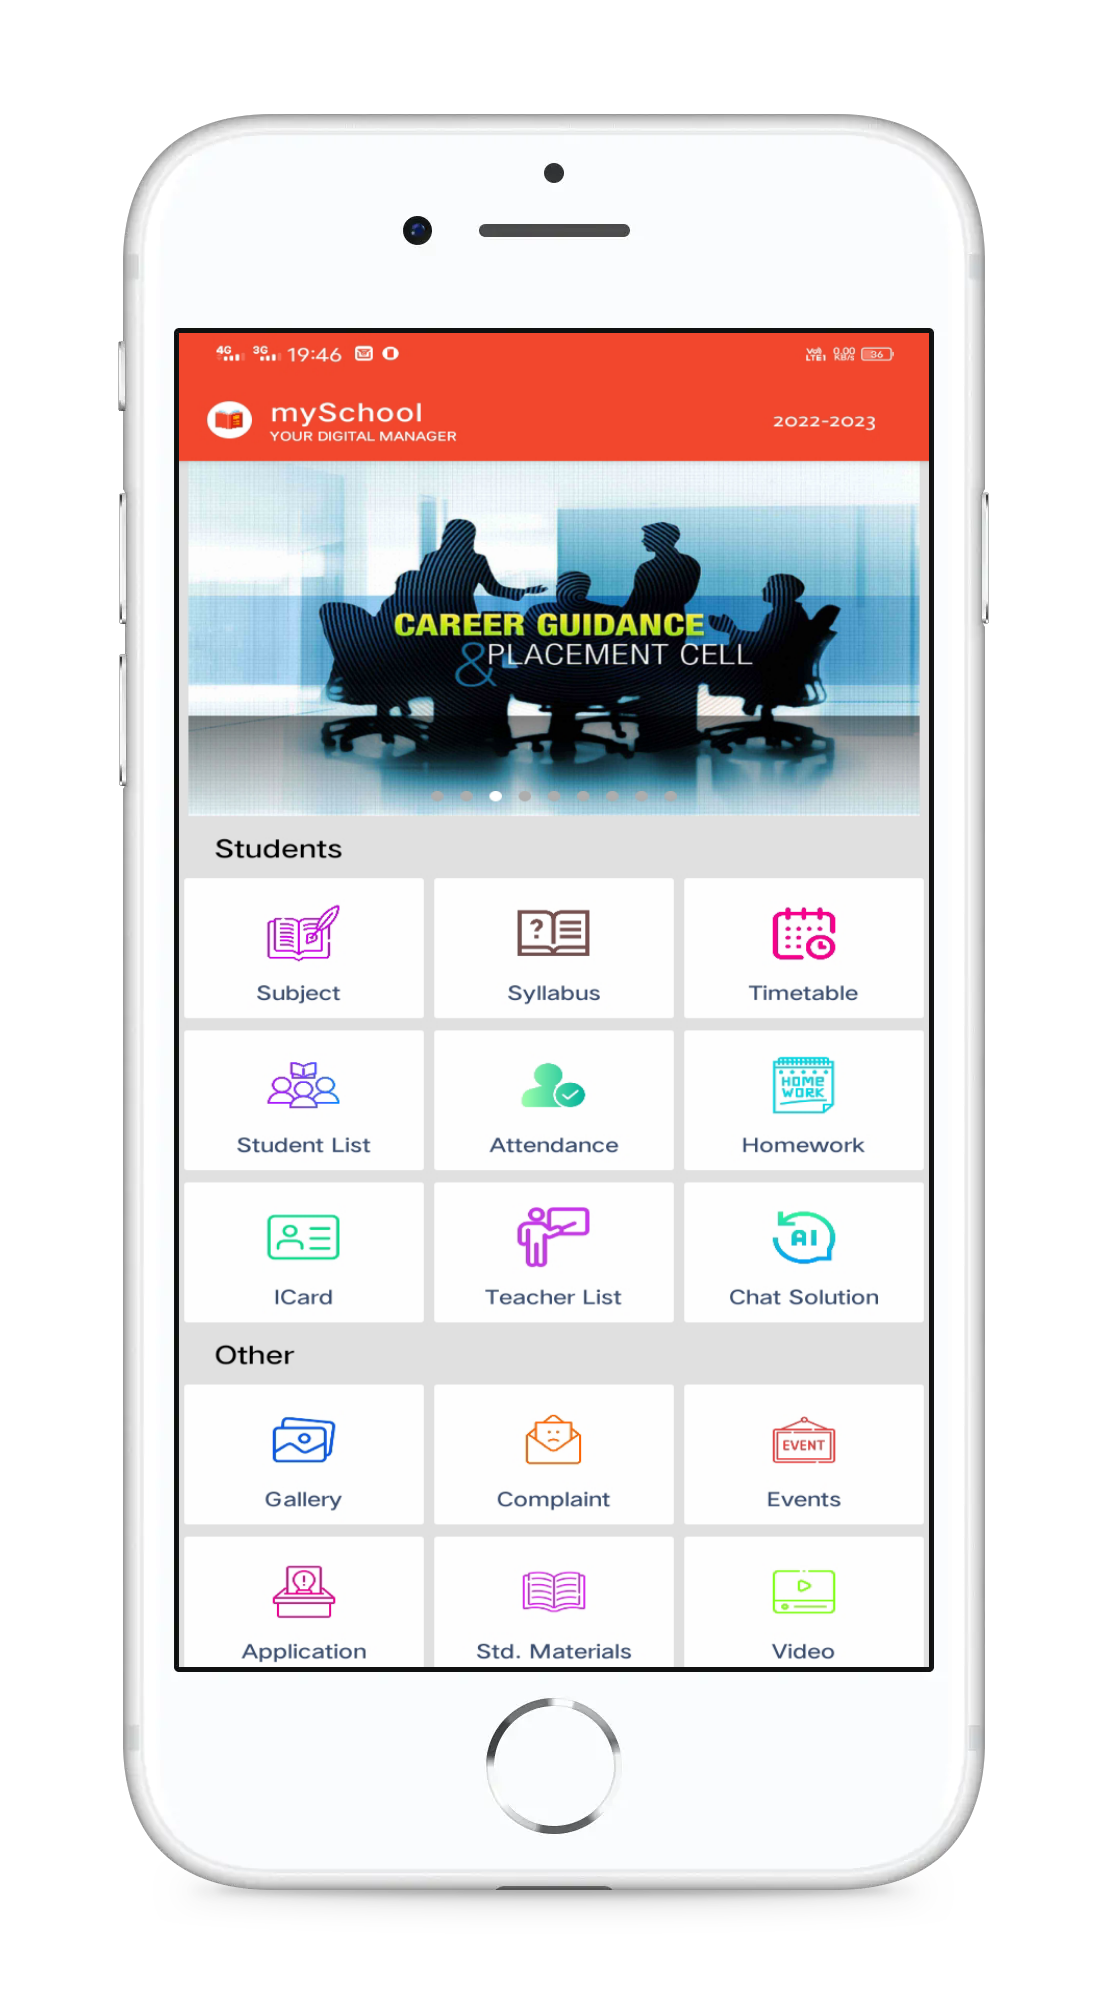 4G 3G 19:46 Volt LTE1 0.00 KB/s 36
mySchool
YOUR DIGITAL MANAGER
2022-2023
CAREER GUIDANCE
& PLACEMENT CELL
Students
Subject Syllabus Timetable
HOME WORK
Student List Attendance Homework
AI
ICard Teacher List Chat Solution
Other
EVENT
Gallery Complaint Events
Application Std. Materials Video